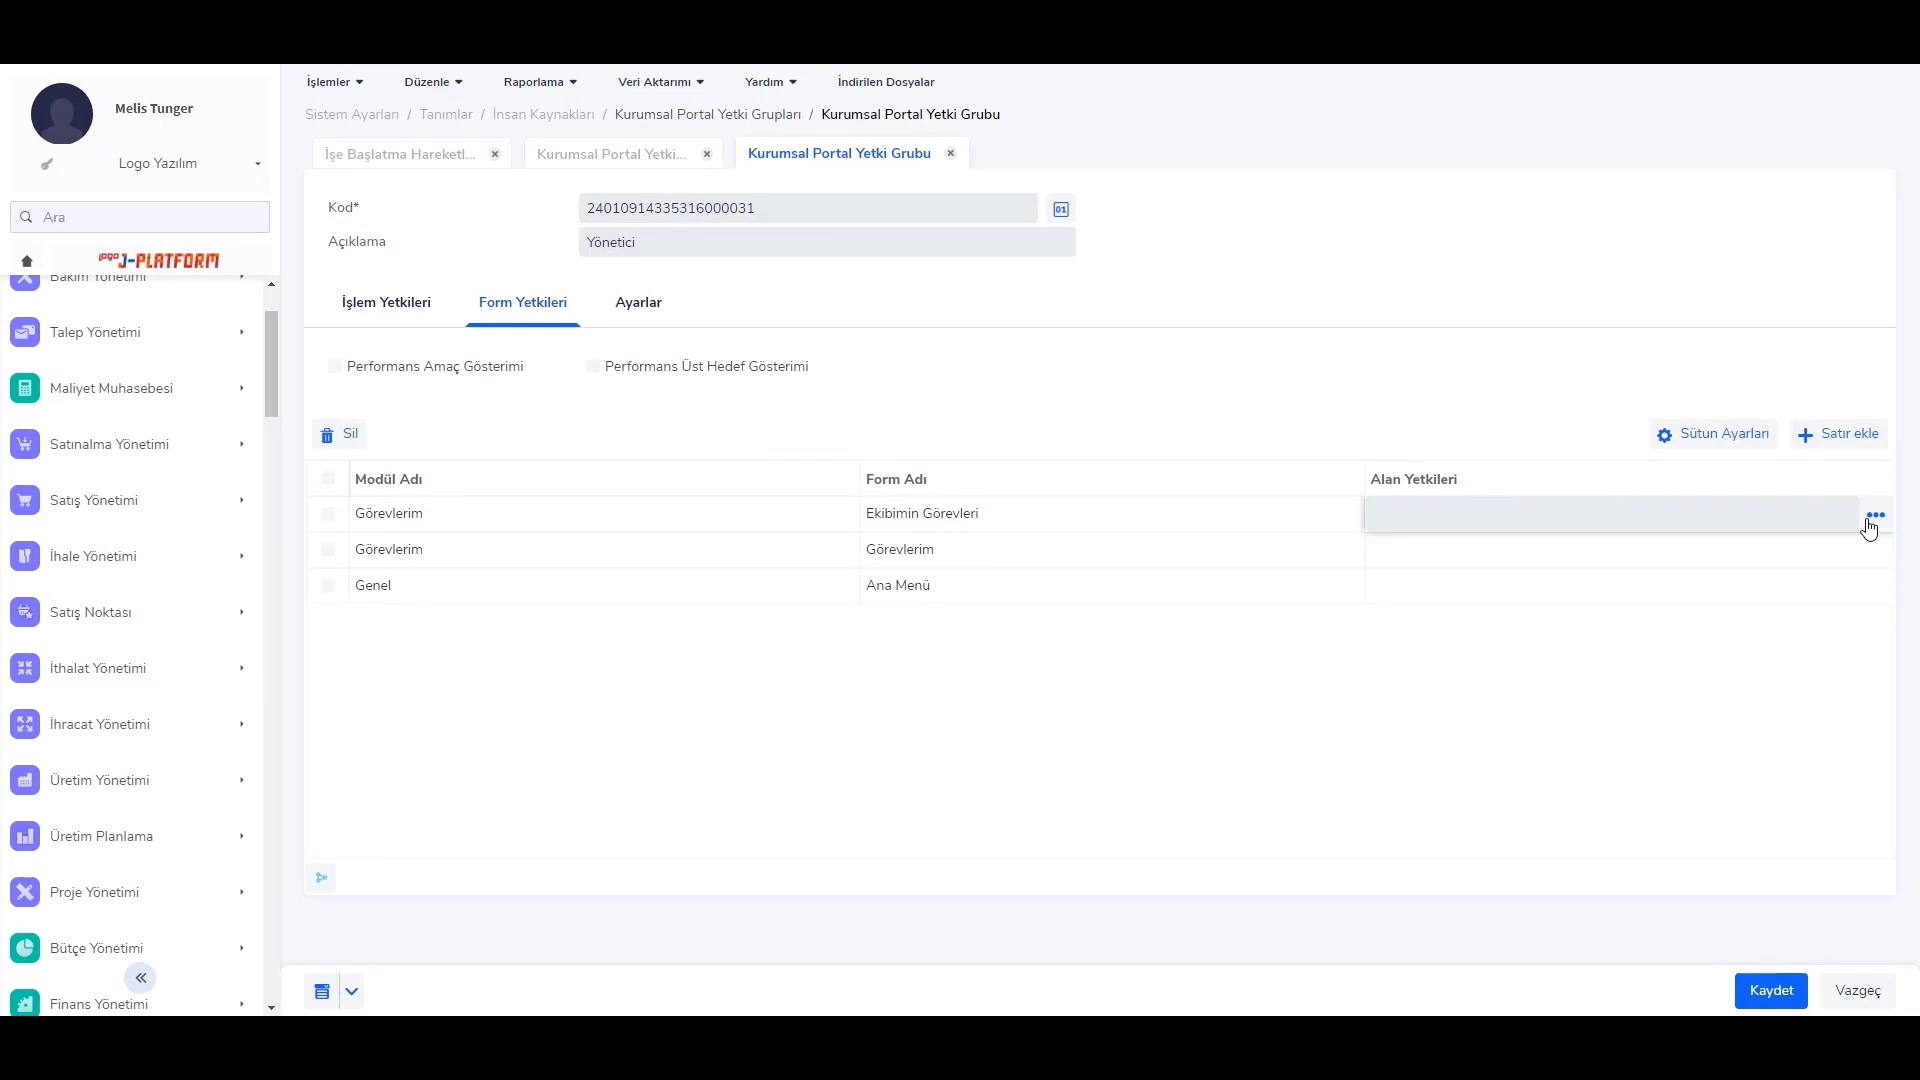 Melis Tunger
Logo Yazılım
Ara
LOGO J-PLATFORM
Bakım Yönetimi
Talep Yönetimi
Maliyet Muhasebesi
Satınalma Yönetimi
Satış Yönetimi
İhale Yönetimi
Satış Noktası
İthalat Yönetimi
İhracat Yönetimi
Üretim Yönetimi
Üretim Planlama
Proje Yönetimi
Bütçe Yönetimi
Finans Yönetimi
İşlemler Düzenle Raporlama Veri Aktarımı Yardım İndirilen Dosyalar
Sistem Ayarları / Tanımlar / İnsan Kaynakları / Kurumsal Portal Yetki Grupları / Kurumsal Portal Yetki Grubu
İşe Başlatma Hareketl... Kurumsal Portal Yetki... Kurumsal Portal Yetki Grubu
Kod* 24010914335316000031 01
Açıklama Yönetici
İşlem Yetkileri Form Yetkileri Ayarlar
Performans Amaç Gösterimi Performans Üst Hedef Gösterimi
Sil Sütun Ayarları Satır ekle
Modül Adı Form Adı Alan Yetkileri
Görevlerim Ekibimin Görevleri
Görevlerim Görevlerim
Genel Ana Menü
Kaydet Vazgeç